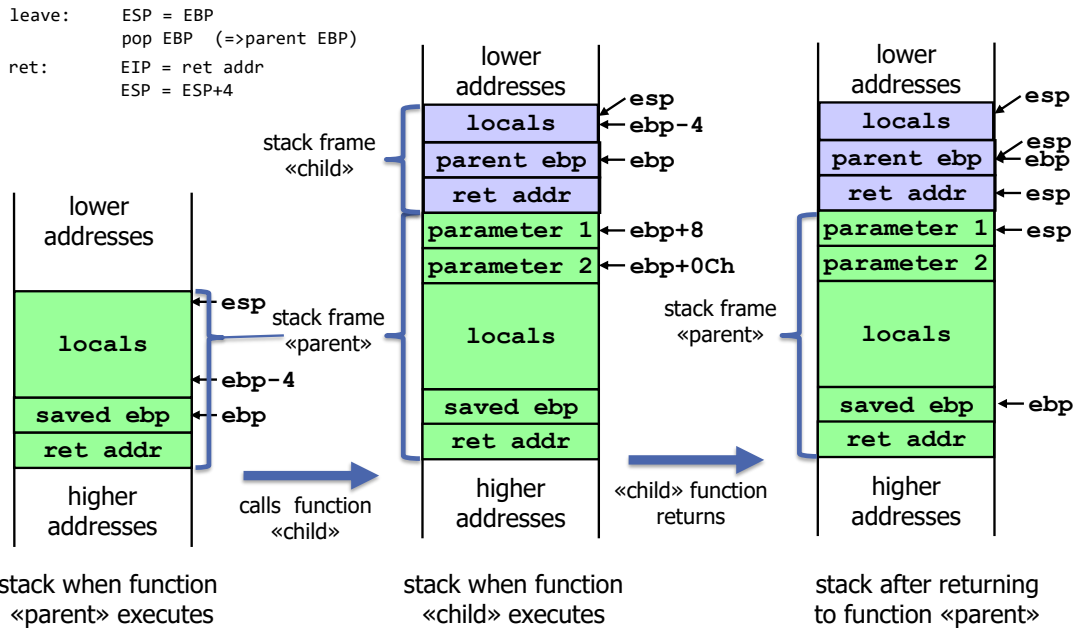 leave: ESP = EBP
pop EBP (=>parent EBP)
ret: EIP = ret addr
ESP = ESP+4
lower
addresses
esp
locals
ebp-4
saved ebp
ebp
ret addr
higher
addresses
stack frame
«parent»
calls function
«child»
stack when function
«parent» executes
lower
addresses
stack frame
«child»
esp
locals
ebp-4
parent ebp
ebp
ret addr
parameter 1
ebp+8
parameter 2
ebp+0Ch
locals
saved ebp
ret addr
higher
addresses
«child» function
returns
stack when function
«child» executes
lower
addresses
esp
locals
esp
parent ebp
ebp
ret addr
esp
parameter 1
esp
parameter 2
stack frame
«parent»
locals
saved ebp
ebp
ret addr
higher
addresses
stack after returning
to function «parent»